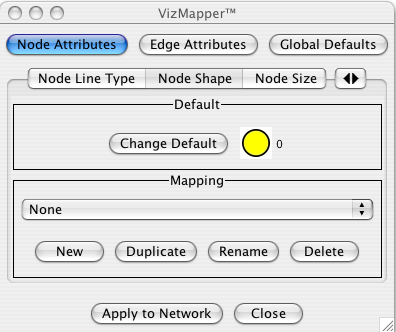 VizMapper™
Node Attributes Edge Attributes Global Defaults
Node Line Type Node Shape Node Size
Default
Change Default 0
Mapping
None
New Duplicate Rename Delete
Apply to Network Close